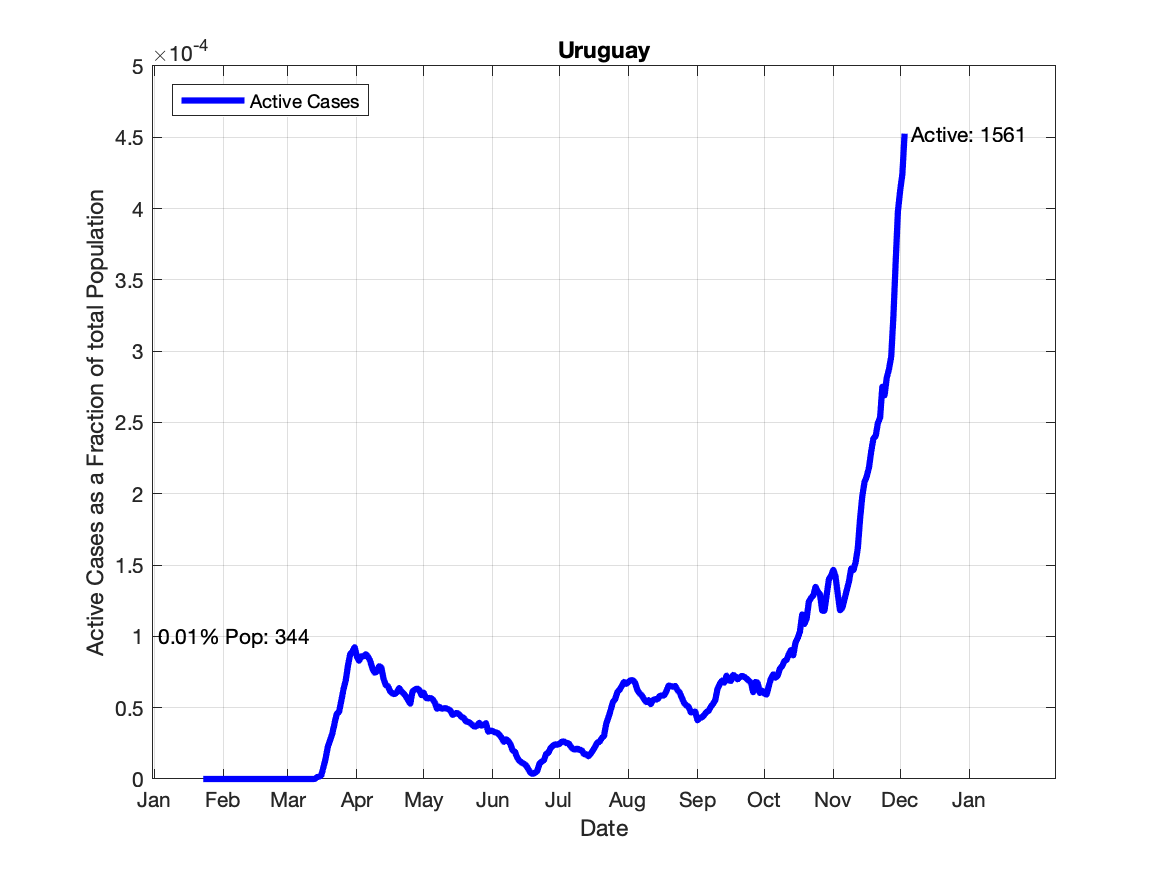 Uruguay
×10-4
Active Cases
Active: 1561
0.01% Pop: 344
Active Cases as a Fraction of total Population
5
4.5
4
3.5
3
2.5
2
1.5
1
0.5
0
Jan Feb Mar Apr May Jun Jul Aug Sep Oct Nov Dec Jan
Date